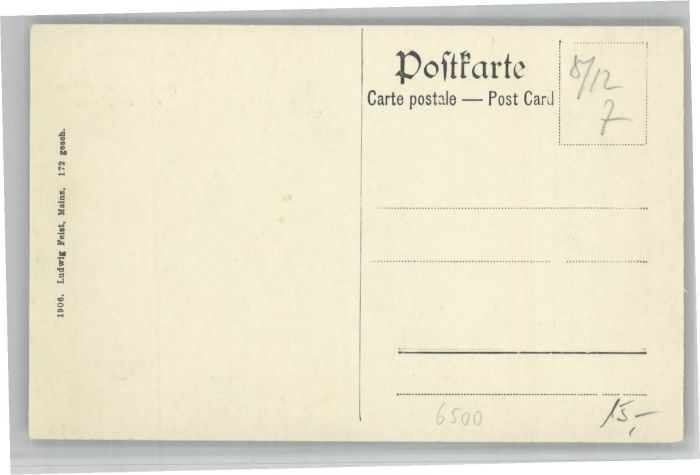 Postkarte
Carte postale — Post Card
8/12
7
1906. Ludwig Feist, Mainz, 172 gesch.
6500
15,-